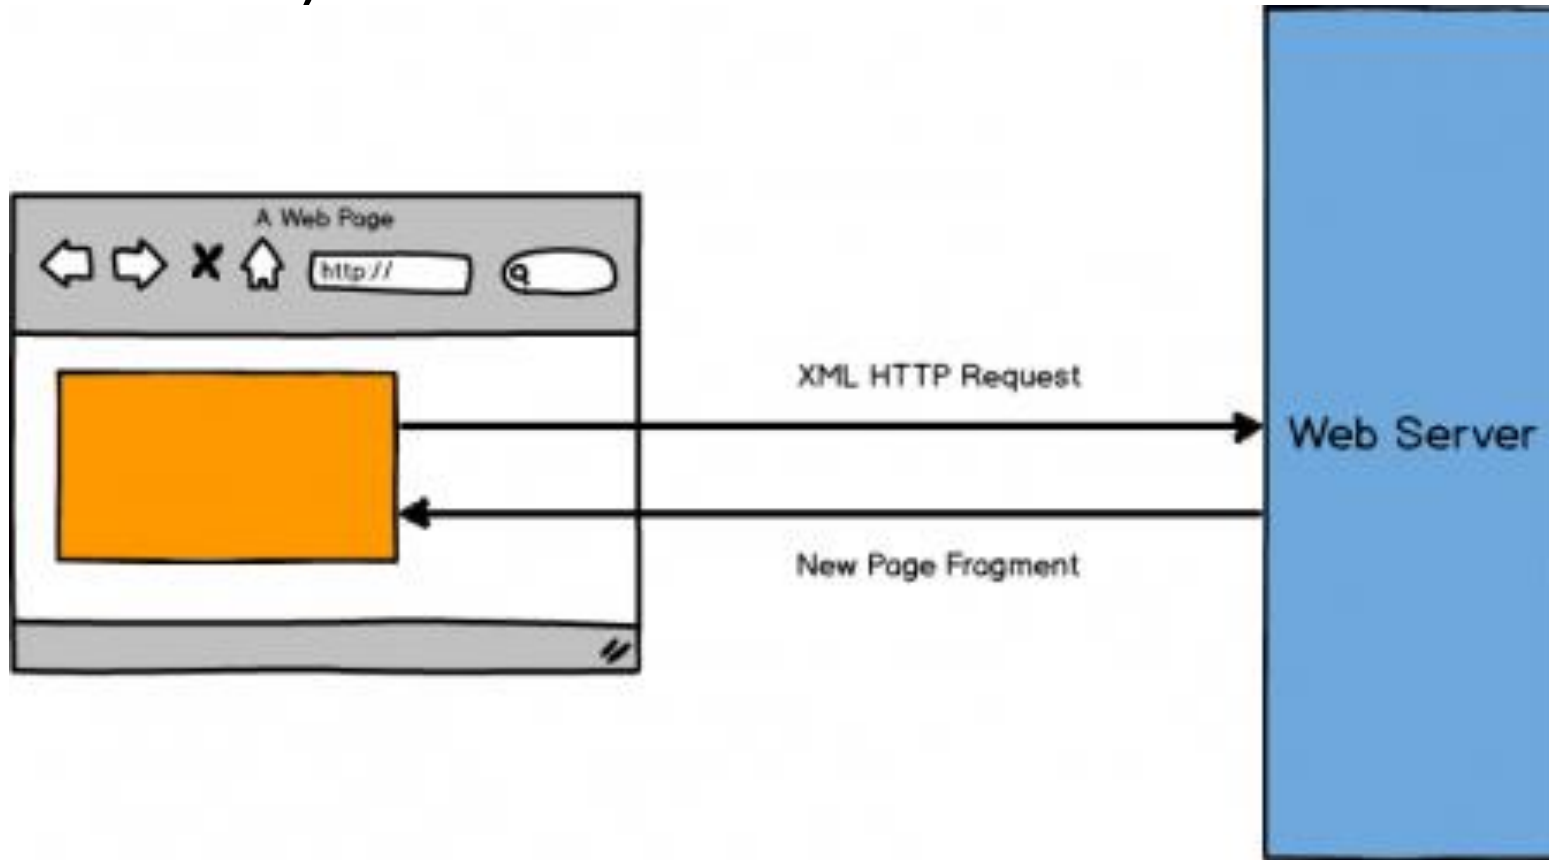 A Web Page
http://
XML HTTP Request
Web Server
New Page Fragment